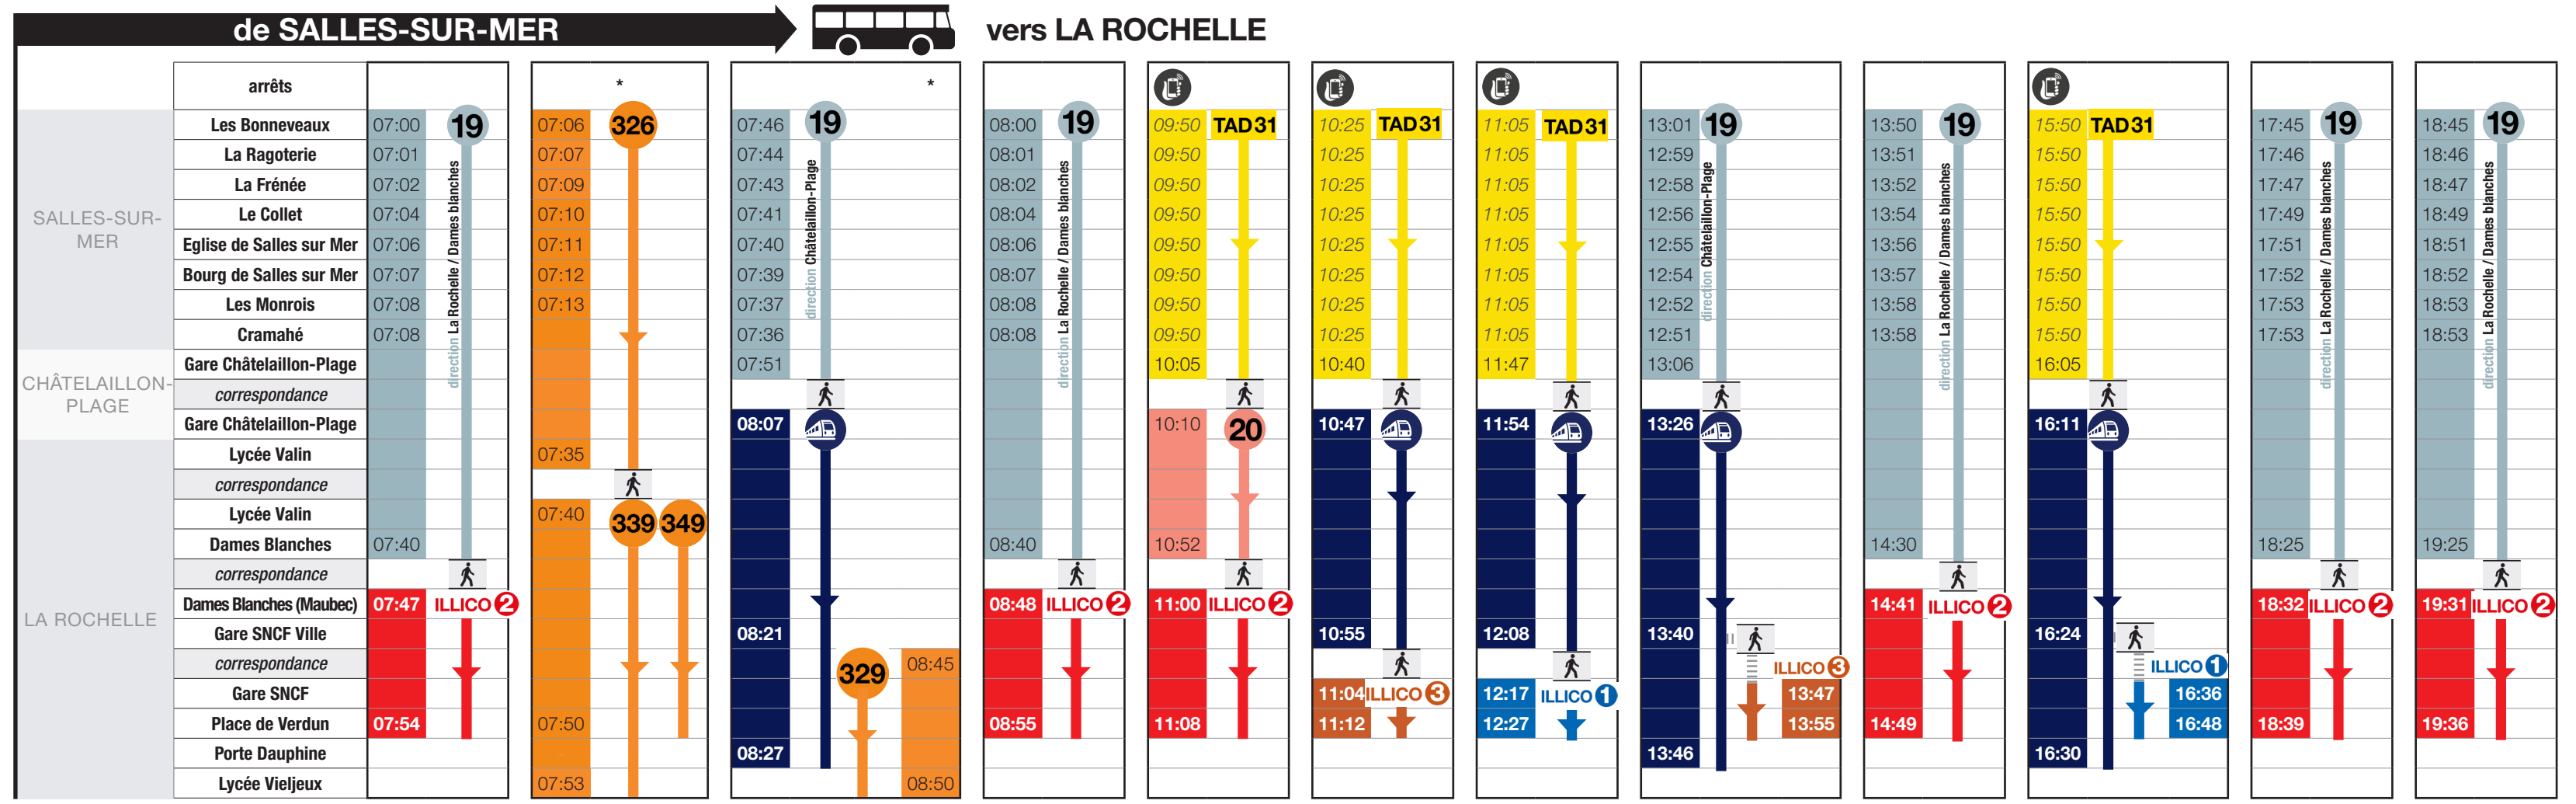 de SALLES-SUR-MER vers LA ROCHELLE
arrêts * *
Les Bonneveaux 07:00 19 07:06 326 07:46 19 08:00 19 09:50 TAD 31 10:25 TAD 31 11:05 TAD 31 13:01 19 13:50 19 15:50 TAD 31 17:45 19 18:45 19
La Ragoterie 07:01 07:07 07:44 08:01 09:50 10:25 11:05 12:59 13:51 15:50 17:46 18:46
La Frénée 07:02 07:09 07:43 08:02 09:50 10:25 11:05 12:58 13:52 15:50 17:47 18:47
SALLES-SUR-MER
Le Collet 07:04 07:10 07:41 08:04 09:50 10:25 11:05 12:56 13:54 15:50 17:49 18:49
Eglise de Salles sur Mer 07:06 07:11 07:40 08:06 09:50 10:25 11:05 12:55 13:56 15:50 17:51 18:51
Bourg de Salles sur Mer 07:07 07:12 07:39 08:07 09:50 10:25 11:05 12:54 13:57 15:50 17:52 18:52
Les Monrois 07:08 07:13 07:37 08:08 09:50 10:25 11:05 12:52 13:58 15:50 17:53 18:53
Cramahé 07:08 07:36 08:08 09:50 10:25 11:05 12:51 13:58 15:50 17:53 18:53
direction La Rochelle / Dames blanches
direction Châtelaillon-Plage
direction La Rochelle / Dames blanches
direction Châtelaillon-Plage
direction La Rochelle / Dames blanches
direction La Rochelle / Dames blanches
direction La Rochelle / Dames blanches
Gare Châtelaillon-Plage 07:51 10:05 10:40 11:47 13:06 16:05
CHÂTELAILLON-PLAGE
correspondance
Gare Châtelaillon-Plage 08:07 10:10 20 10:47 11:54 13:26 16:11
Lycée Valin 07:35
correspondance
Lycée Valin 07:40 339 349
Dames Blanches 07:40 08:40 10:52 14:30 18:25 19:25
correspondance
Dames Blanches (Maubec) 07:47 ILLICO 2 08:48 ILLICO 2 11:00 ILLICO 2 14:41 ILLICO 2 18:32 ILLICO 2 19:31 ILLICO 2
LA ROCHELLE
Gare SNCF Ville 08:21 10:55 12:08 13:40 16:24
correspondance 329 08:45 ILLICO 3 ILLICO 1
Gare SNCF 11:04 ILLICO 3 12:17 ILLICO 1 13:47 16:36
Place de Verdun 07:54 07:50 08:55 11:08 11:12 12:27 13:55 14:49 16:48 18:39 19:36
Porte Dauphine 08:27 13:46 16:30
Lycée Vieljeux 07:53 08:50